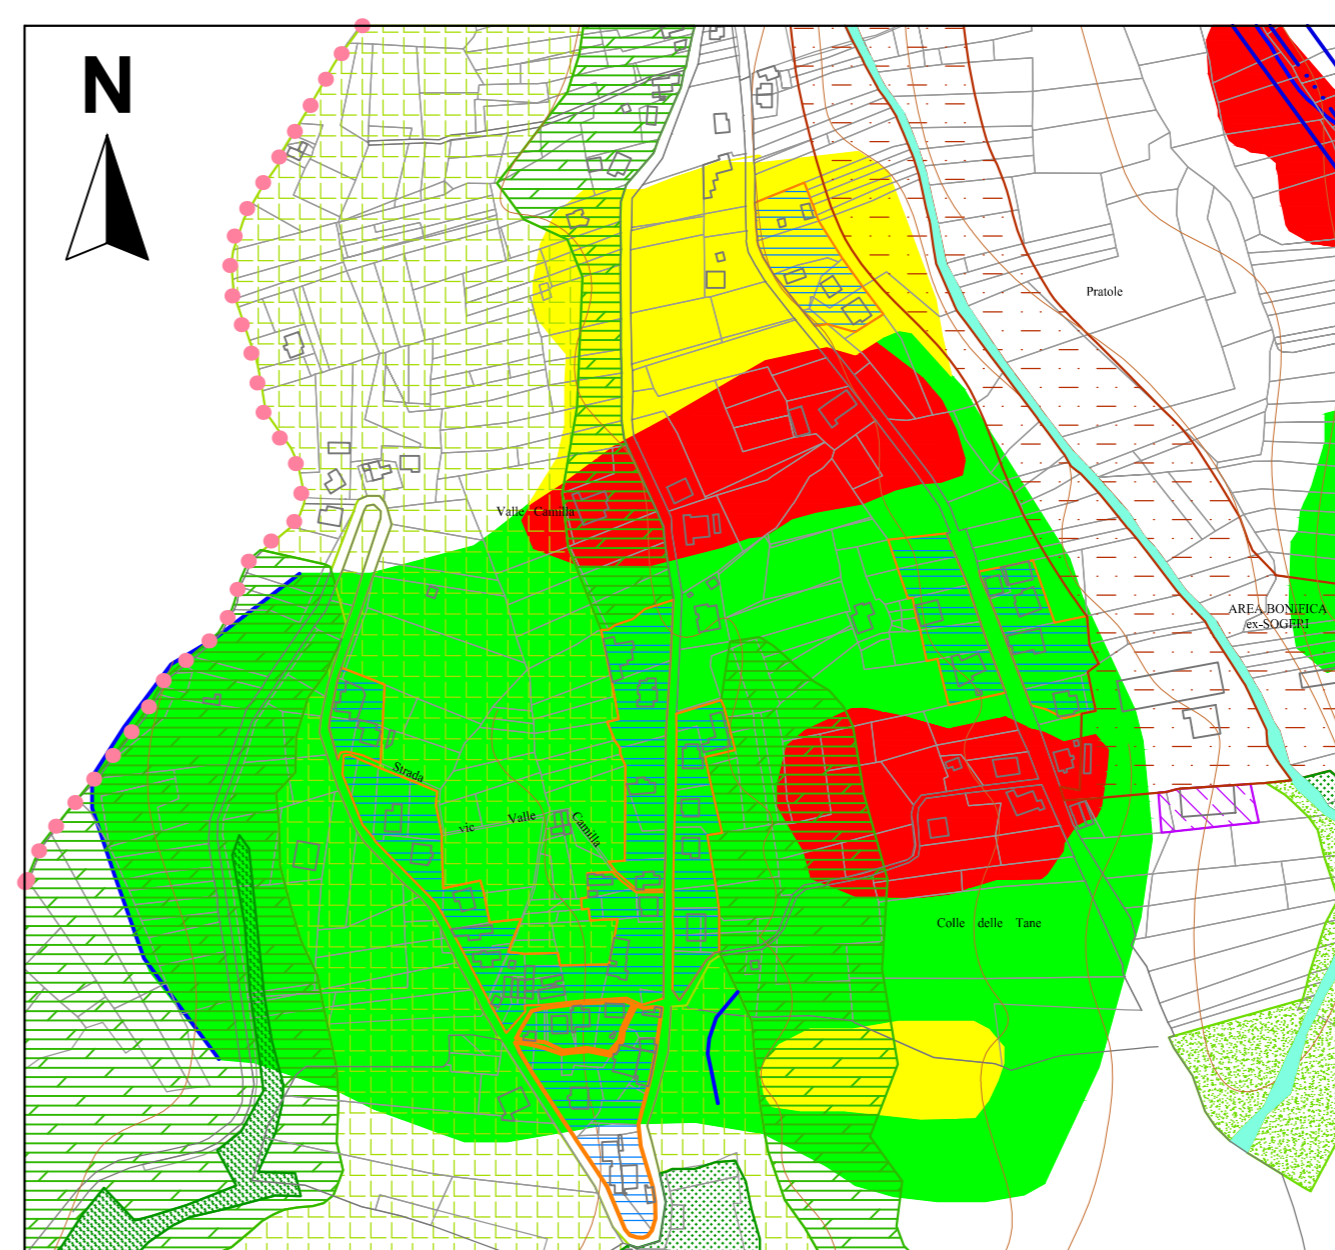 N
Pratole
Valle Camilla
AREA BONIFICA
ex-SOGERI
Strada
vic Valle Camilla
Colle delle Tane